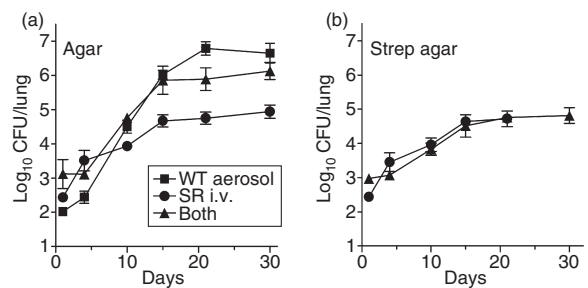 (a)
Agar
Log10 CFU/lung
7
6
5
4
3
2
1
0
10
20
30
Days
WT aerosol
SR i.v.
Both
(b)
Strep agar
Log10 CFU/lung
7
6
5
4
3
2
1
0
10
20
30
Days